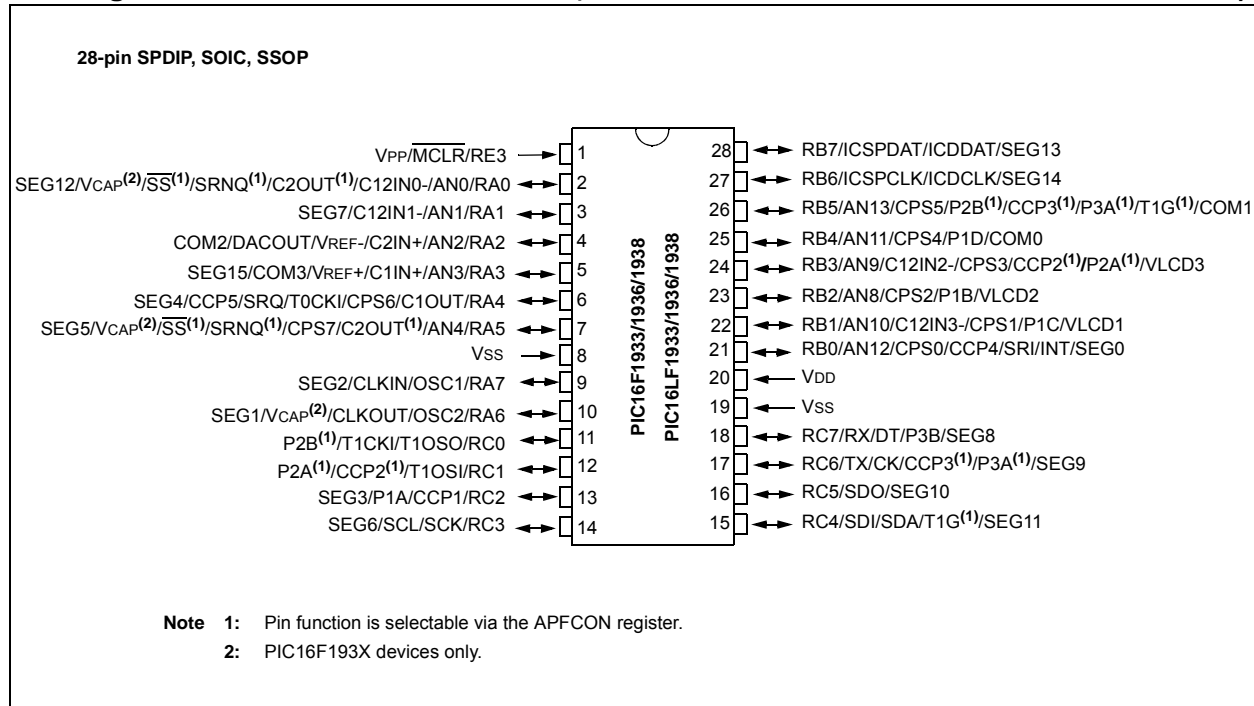 28-pin SPDIP, SOIC, SSOP
VPP/MCLR/RE3
1
28
RB7/ICSPDAT/ICDDAT/SEG13
SEG12/VCAP(2)/SS(1)/SRNQ(1)/C2OUT(1)/C12IN0-/AN0/RA0
2
27
RB6/ICSPCLK/ICDCLK/SEG14
SEG7/C12IN1-/AN1/RA1
3
26
RB5/AN13/CPS5/P2B(1)/CCP3(1)/P3A(1)/T1G(1)/COM1
COM2/DACOUT/VREF-/C2IN+/AN2/RA2
4
25
RB4/AN11/CPS4/P1D/COM0
SEG15/COM3/VREF+/C1IN+/AN3/RA3
5
24
RB3/AN9/C12IN2-/CPS3/CCP2(1)/P2A(1)/VLCD3
SEG4/CCP5/SRQ/T0CKI/CPS6/C1OUT/RA4
6
23
RB2/AN8/CPS2/P1B/VLCD2
SEG5/VCAP(2)/SS(1)/SRNQ(1)/CPS7/C2OUT(1)/AN4/RA5
7
22
RB1/AN10/C12IN3-/CPS1/P1C/VLCD1
VSS
8
21
RB0/AN12/CPS0/CCP4/SRI/INT/SEG0
SEG2/CLKIN/OSC1/RA7
9
20
VDD
SEG1/VCAP(2)/CLKOUT/OSC2/RA6
10
19
VSS
P2B(1)/T1CKI/T1OSO/RC0
11
18
RC7/RX/DT/P3B/SEG8
P2A(1)/CCP2(1)/T1OSI/RC1
12
17
RC6/TX/CK/CCP3(1)/P3A(1)/SEG9
SEG3/P1A/CCP1/RC2
13
16
RC5/SDO/SEG10
SEG6/SCL/SCK/RC3
14
15
RC4/SDI/SDA/T1G(1)/SEG11
PIC16F1933/1936/1938
PIC16LF1933/1936/1938
Note 1: Pin function is selectable via the APFCON register.
2: PIC16F193X devices only.